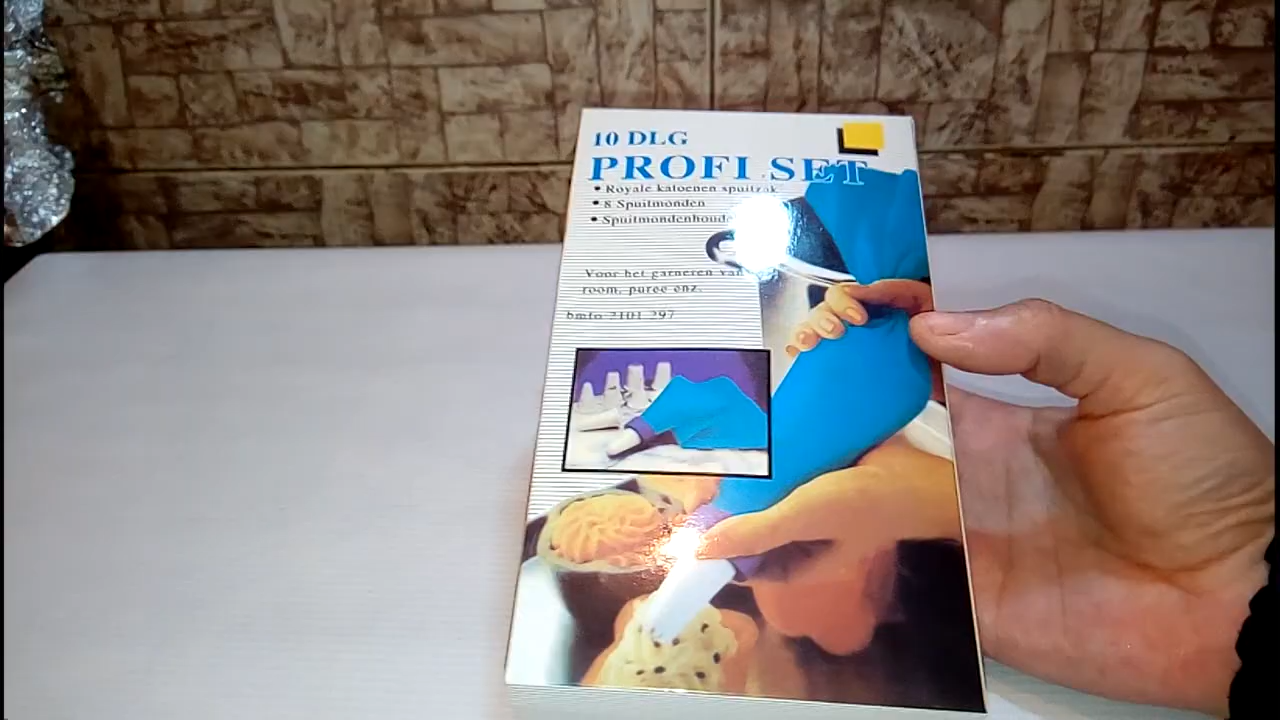 10 DLG
PROFI SET
• Royale katoenen spuitzak
• 8 Spuitmonden
• Spuitmondenhoud
Voor het garneren van
room, puree enz.
bmfo 2101 297